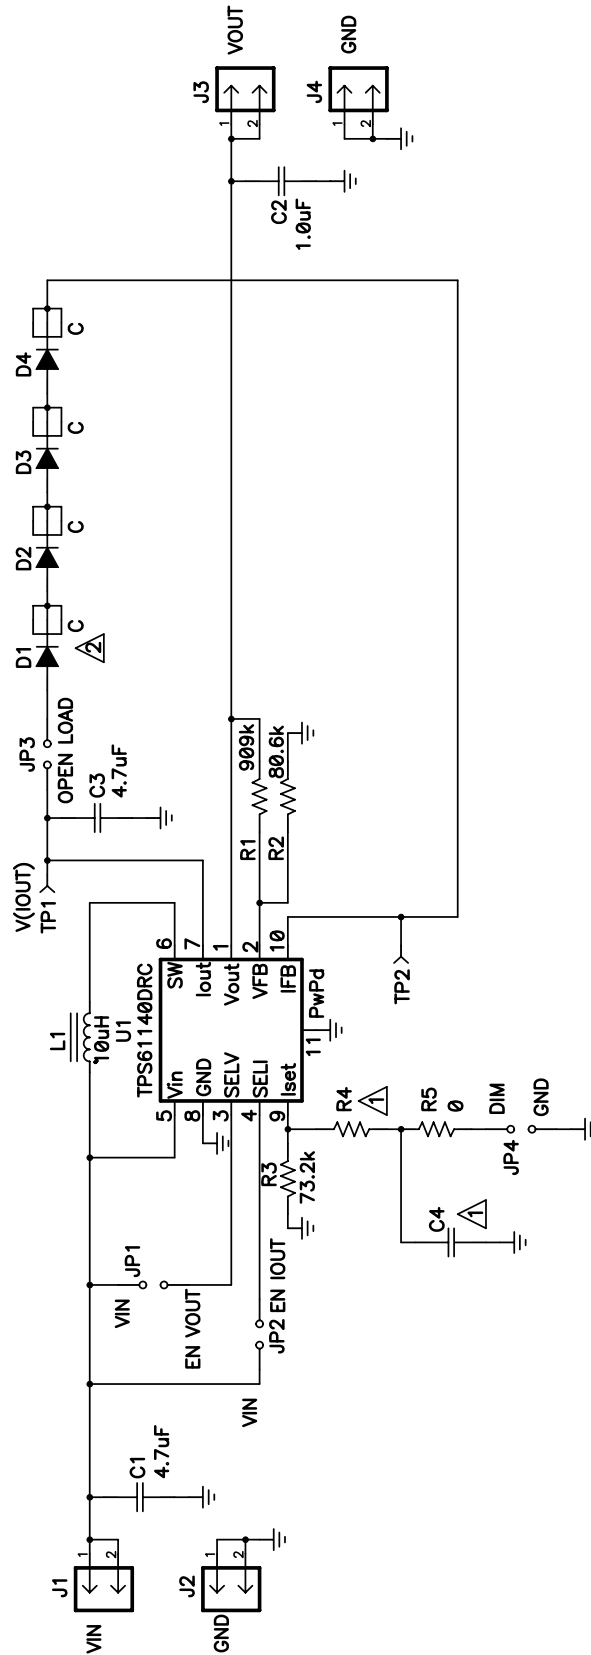 J1
VIN
1
2
C1
4.7uF
J2
GND
1
2
VIN
JP1
EN VOUT
VIN
JP2 EN IOUT
L1
10uH
U1
TPS61140DRC
5 Vin
8 GND
3 SELV
4 SELI
9 Iset
SW 6
Iout 7
Vout 1
VFB 2
IFB 10
PwPd
11
R3
73.2k
R4
1
C4
1
R5
0
DIM
JP4
GND
V(IOUT)
TP1
C3
4.7uF
JP3
OPEN LOAD
D1
C
2
D2
C
D3
C
D4
C
R1
909k
R2
80.6k
TP2
C2
1.0uF
J3
VOUT
1
2
J4
GND
1
2